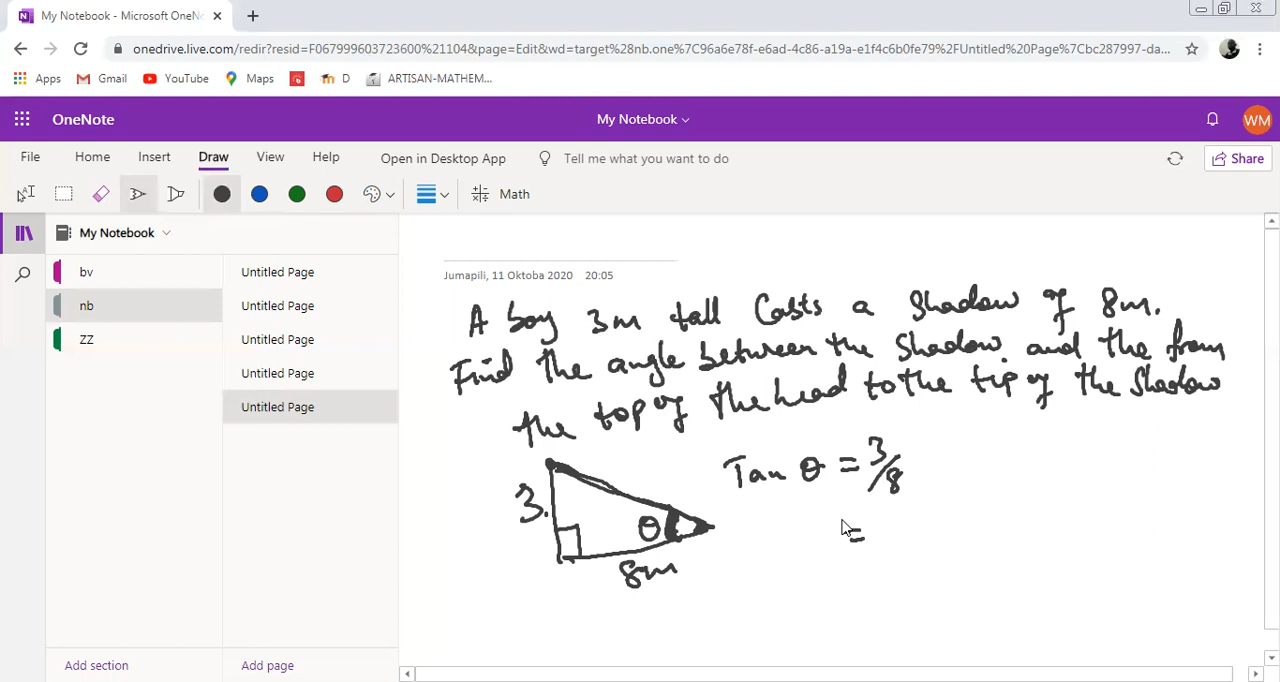 My Notebook - Microsoft OneNo
onedrive.live.com/redir?resid=F067999603723600%21104&page=Edit&wd=target%28nb.one%7C96a6e78f-e6ad-4c86-a19a-e1f4c6b0fe79%2FUntitled%20Page%7Cbc287997-da...
Apps Gmail YouTube Maps D ARTISAN-MATHEM...
OneNote My Notebook WM
File Home Insert Draw View Help Open in Desktop App Tell me what you want to do Share
Math
My Notebook
bv Untitled Page
nb Untitled Page
ZZ Untitled Page
Untitled Page
Untitled Page
Add section Add page
Jumapili, 11 Oktoba 2020 20:05
A boy 3m tall Casts a Shadow of 8m.
Find the angle between the Shadow. and the from
the top of the head to the tip of the Shadow
3. θ 8m
Tan θ = 3/8
=